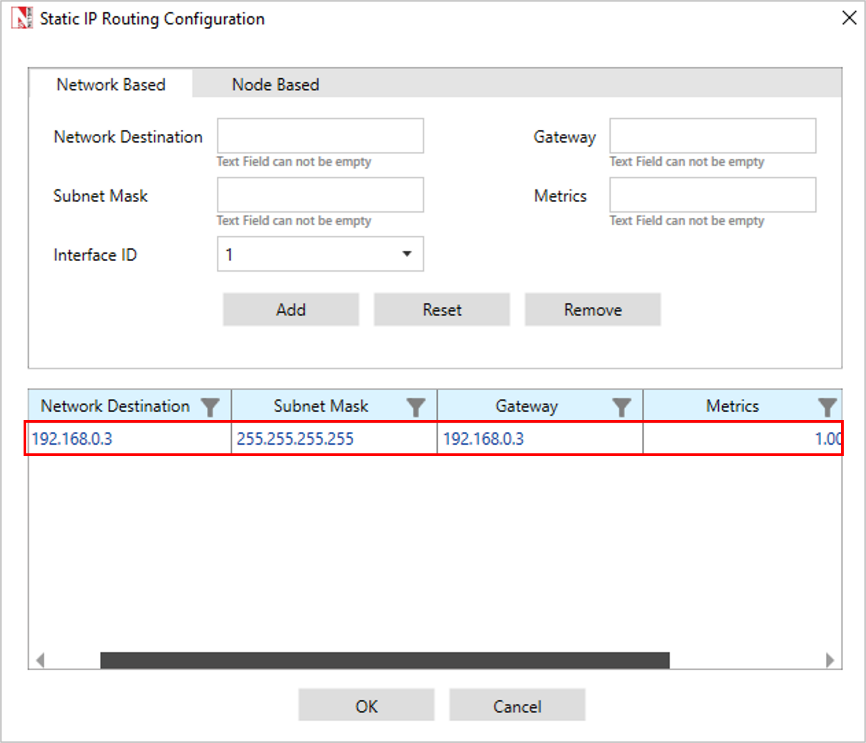 Static IP Routing Configuration
Network Based Node Based
Network Destination Gateway
Text Field can not be empty Text Field can not be empty
Subnet Mask Metrics
Text Field can not be empty Text Field can not be empty
Interface ID 1
Add Reset Remove
Network Destination Subnet Mask Gateway Metrics
192.168.0.3 255.255.255.255 192.168.0.3 1.00
OK Cancel